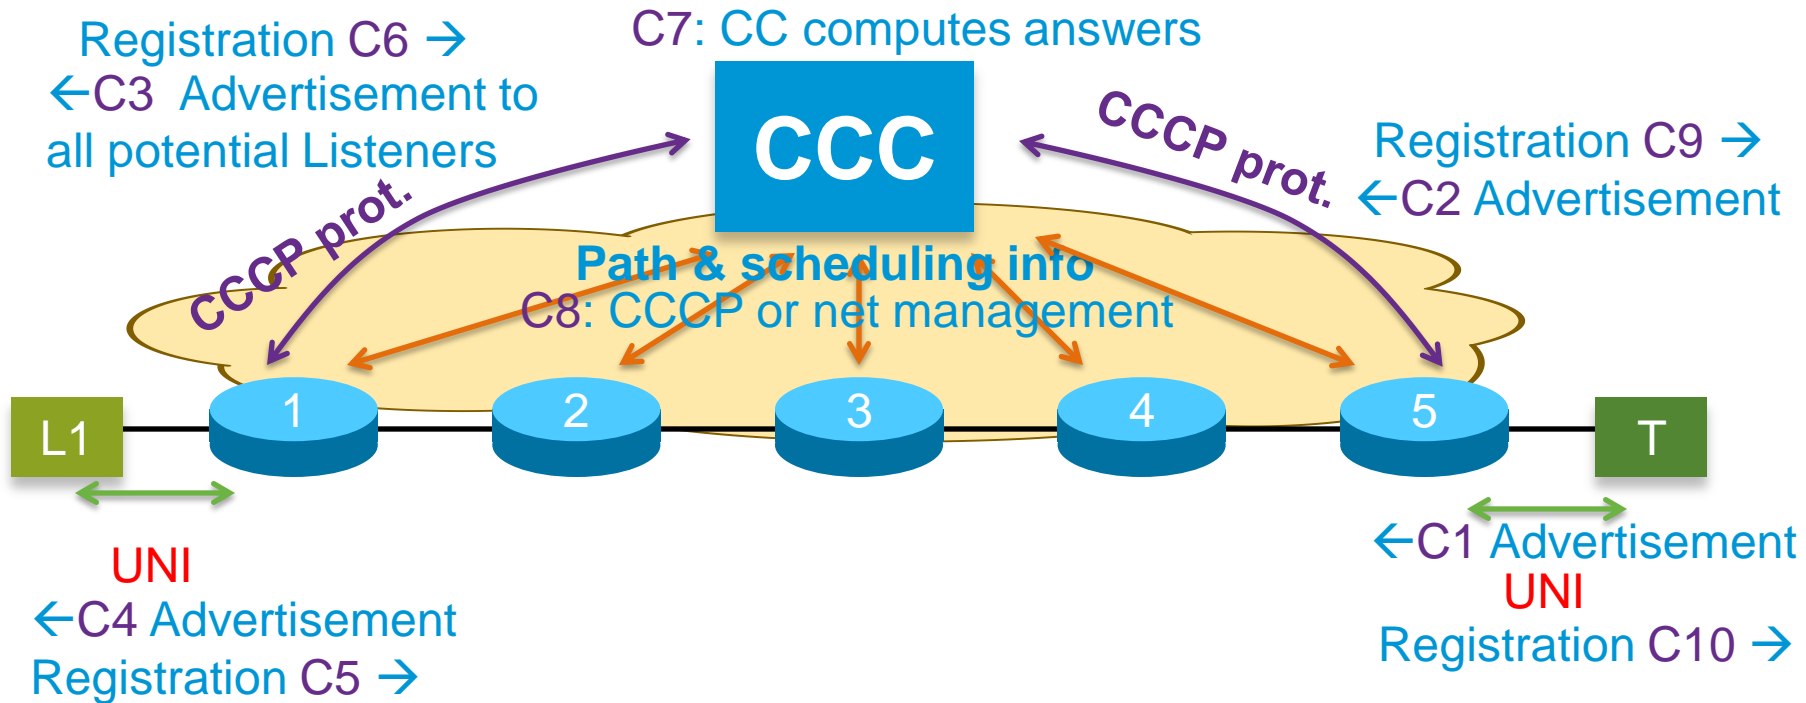 Registration C6 →
←C3 Advertisement to
all potential Listeners
C7: CC computes answers
CCC
CCCP prot.
CCCP prot.
Registration C9 →
←C2 Advertisement
Path & scheduling info
C8: CCCP or net management
L1
1
2
3
4
5
T
UNI
←C4 Advertisement
Registration C5 →
←C1 Advertisement
UNI
Registration C10 →